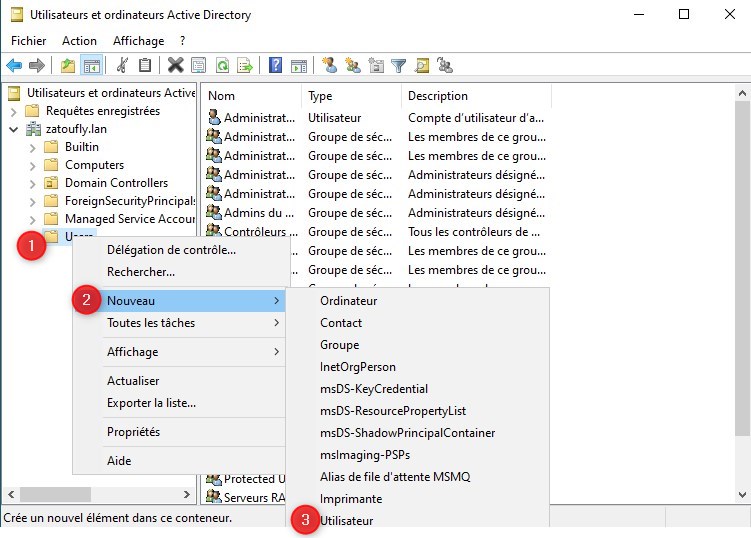 Utilisateurs et ordinateurs Active Directory
Fichier Action Affichage ?
Utilisateurs et ordinateurs Active
Requêtes enregistrées
zatoufly.lan
Builtin
Computers
Domain Controllers
ForeignSecurityPrincipals
Managed Service Accour
1
Users
Nom Type Description
Administrat... Utilisateur Compte d'utilisateur d'a...
Administrat... Groupe de séc... Les membres de ce grou...
Administrat... Groupe de séc... Les membres de ce grou...
Administrat... Groupe de séc... Administrateurs désigné...
Administrat... Groupe de séc... Administrateurs désigné...
Admins du ... Groupe de séc... Administrateurs désigné...
Contrôleurs ... Groupe de séc... Tous les contrôleurs de ...
Groupe de séc... Les membres de ce grou...
Groupe de séc... Les membres de ce grou...
Délégation de contrôle...
Rechercher...
2 Nouveau
Toutes les tâches
Affichage
Actualiser
Exporter la liste...
Propriétés
Aide
Ordinateur
Contact
Groupe
InetOrgPerson
msDS-KeyCredential
msDS-ResourcePropertyList
msDS-ShadowPrincipalContainer
msImaging-PSPs
Alias de file d'attente MSMQ
Imprimante
3 Utilisateur
Protected U
Serveurs RA
Crée un nouvel élément dans ce conteneur.